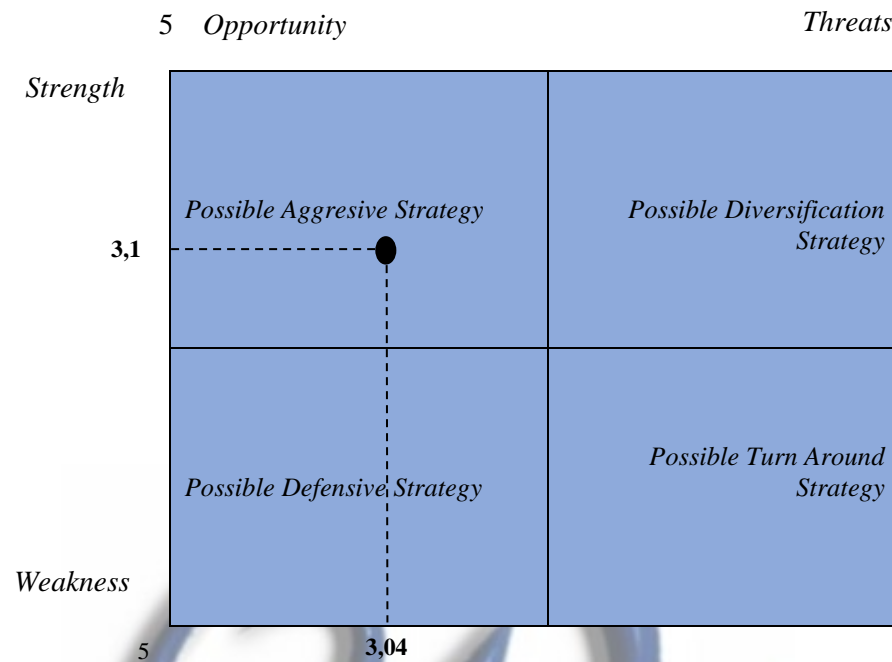 5 Opportunity Threats
Strength
Possible Aggresive Strategy
Possible Diversification
Strategy
3,1
Possible Turn Around
Strategy
Possible Defensive Strategy
Weakness
5
3,04